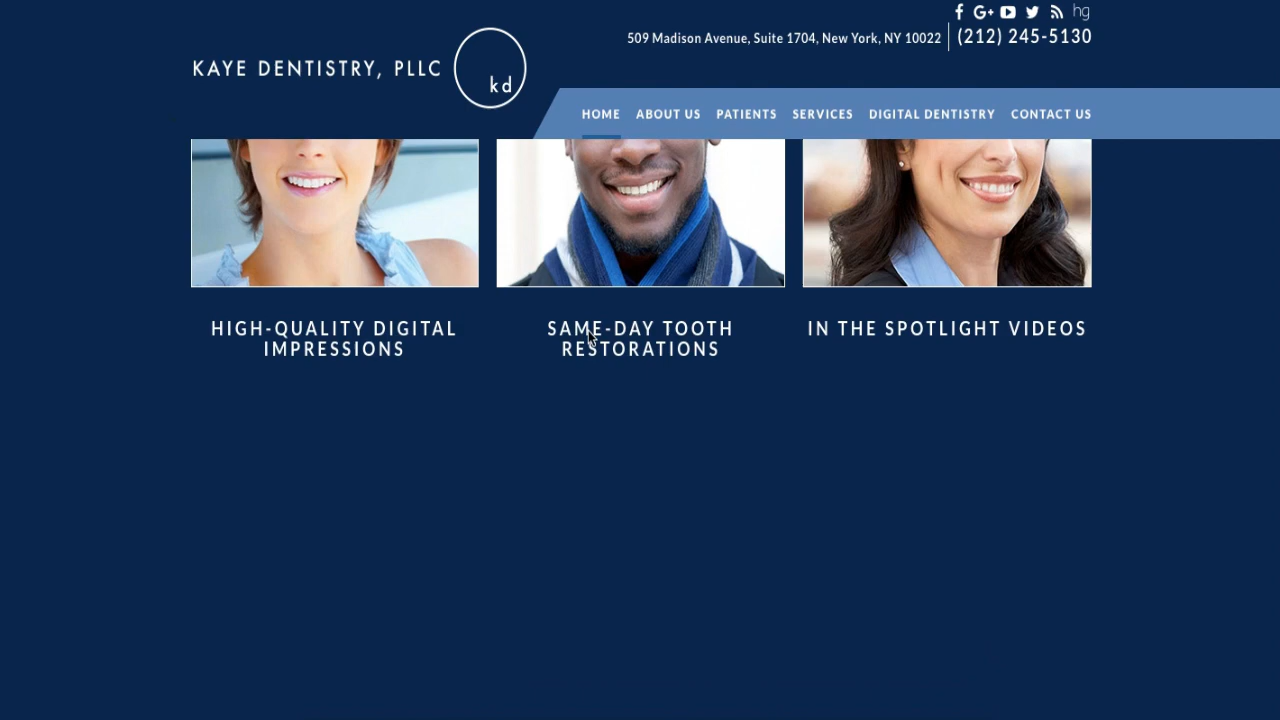 hg
509 Madison Avenue, Suite 1704, New York, NY 10022 (212) 245-5130
KAYE DENTISTRY, PLLC kd
HOME ABOUT US PATIENTS SERVICES DIGITAL DENTISTRY CONTACT US
HIGH-QUALITY DIGITAL
IMPRESSIONS
SAME-DAY TOOTH
RESTORATIONS
IN THE SPOTLIGHT VIDEOS